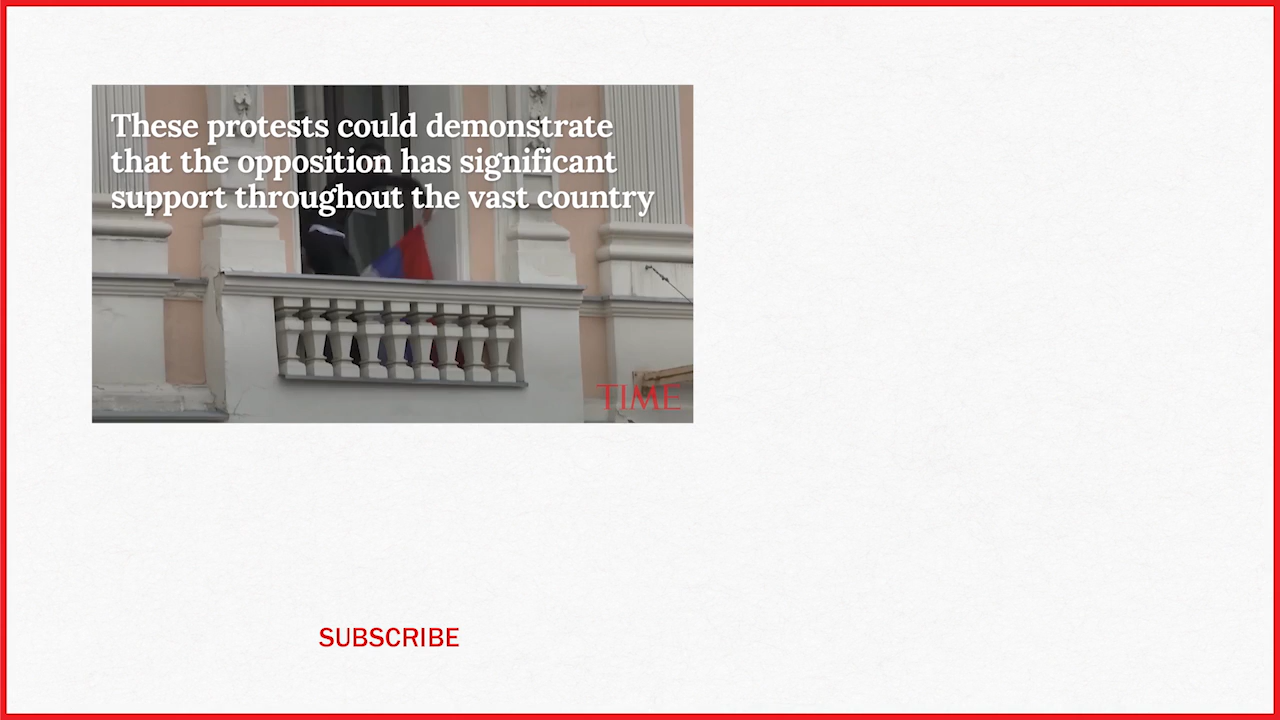 These protests could demonstrate
that the opposition has significant
support throughout the vast country
TIME
SUBSCRIBE